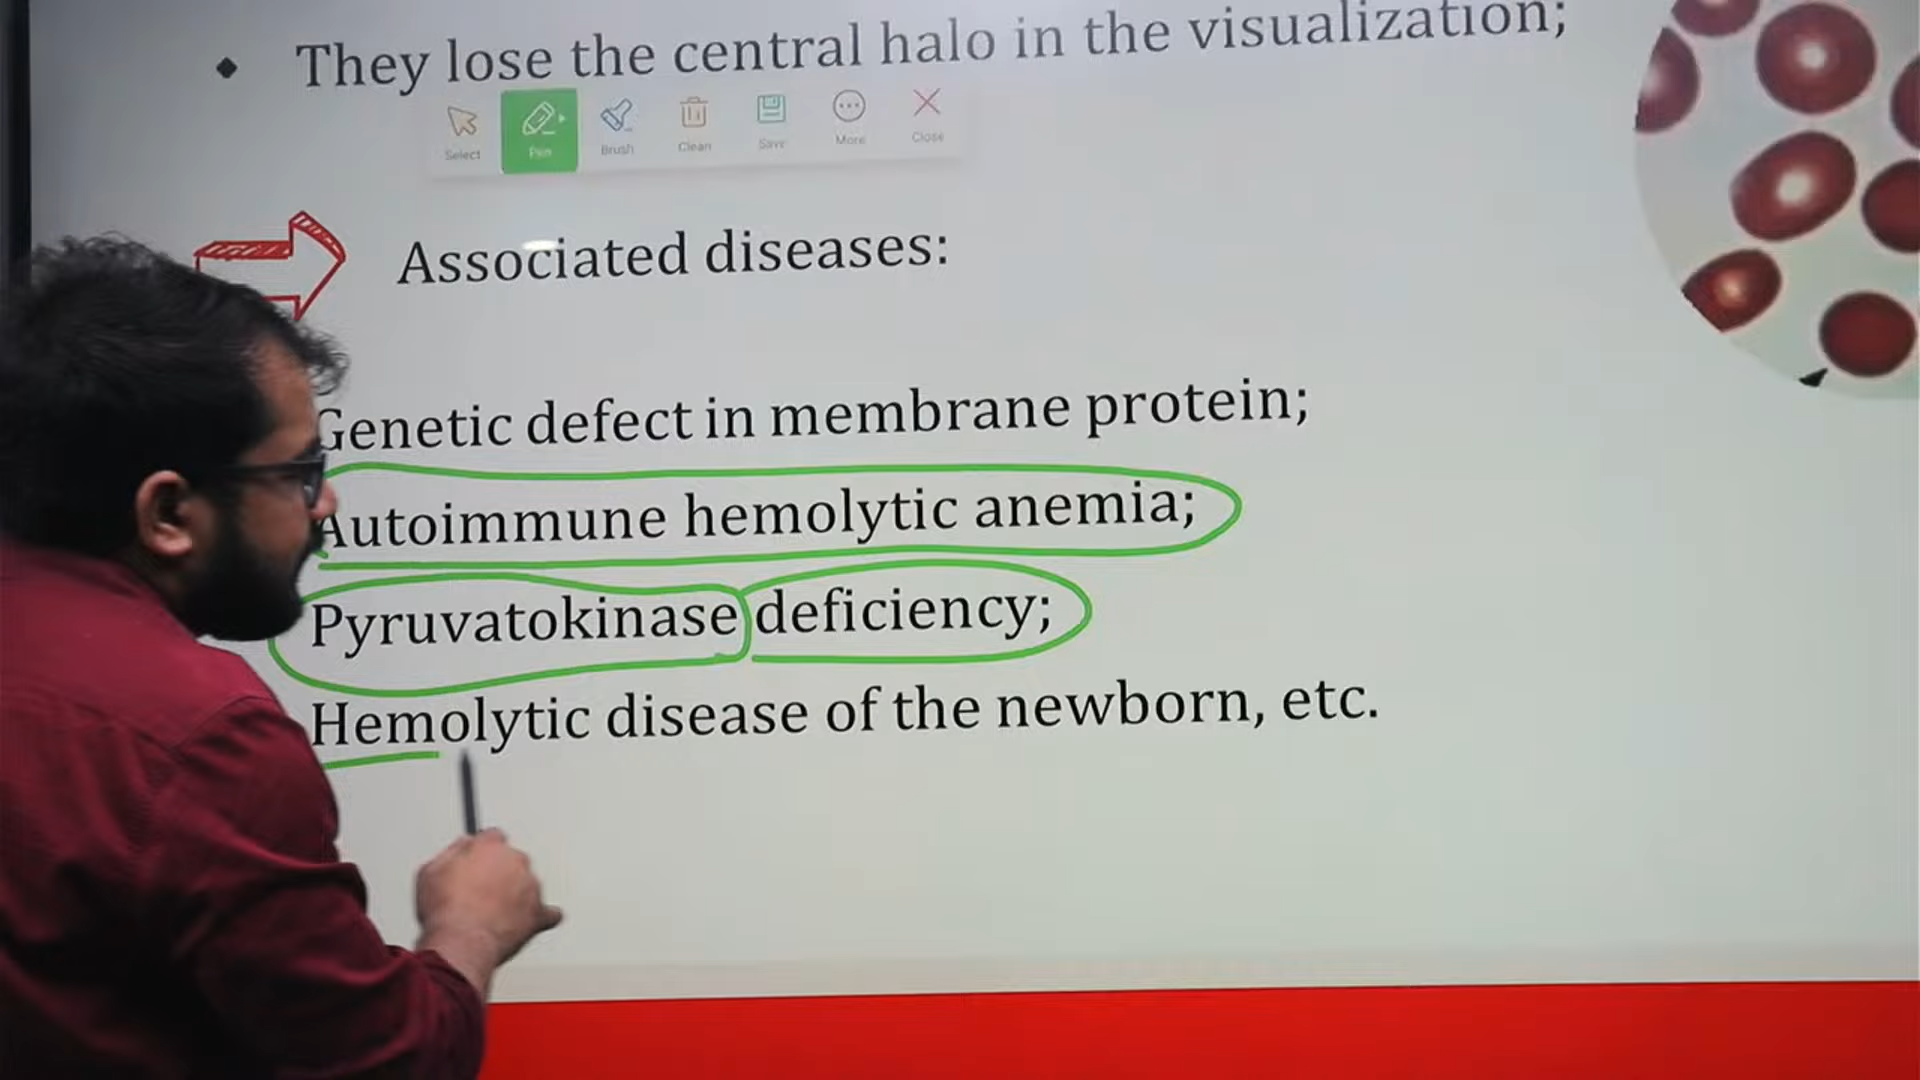 They lose the central halo in the visualization;
Select Pen Brush Clean Save More Close
Associated diseases:
Genetic defect in membrane protein;
Autoimmune hemolytic anemia;
Pyruvatokinase deficiency;
Hemolytic disease of the newborn, etc.